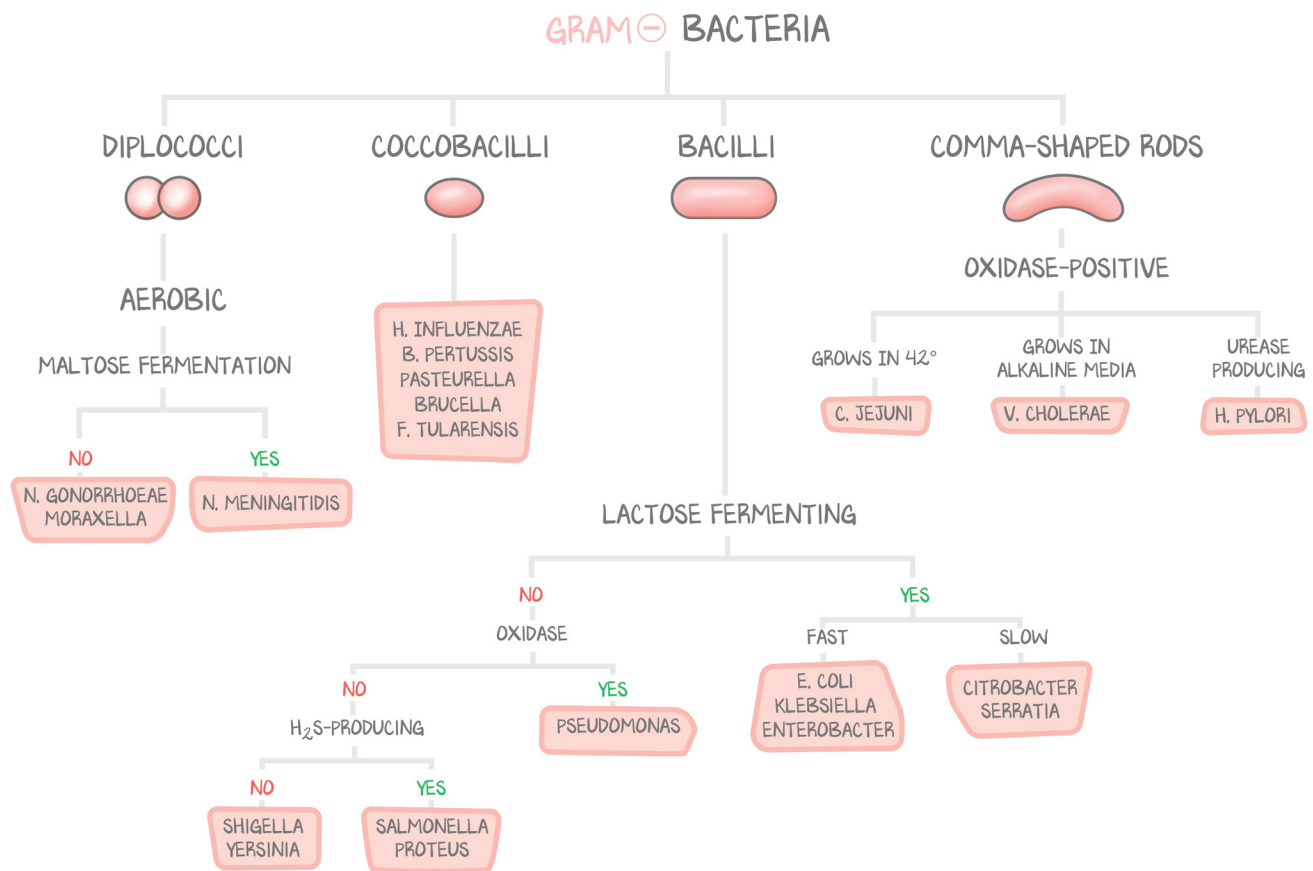 GRAM ⊖ BACTERIA
DIPLOCOCCI
COCCOBACILLI
BACILLI
COMMA-SHAPED RODS
AEROBIC
MALTOSE FERMENTATION
NO
YES
N. GONORRHOEAE
MORAXELLA
N. MENINGITIDIS
H. INFLUENZAE
B. PERTUSSIS
PASTEURELLA
BRUCELLA
F. TULARENSIS
OXIDASE-POSITIVE
GROWS IN 42°
C. JEJUNI
GROWS IN
ALKALINE MEDIA
V. CHOLERAE
UREASE
PRODUCING
H. PYLORI
LACTOSE FERMENTING
NO
YES
OXIDASE
NO
YES
H₂S-PRODUCING
NO
YES
SHIGELLA
YERSINIA
SALMONELLA
PROTEUS
PSEUDOMONAS
FAST
SLOW
E. COLI
KLEBSIELLA
ENTEROBACTER
CITROBACTER
SERRATIA